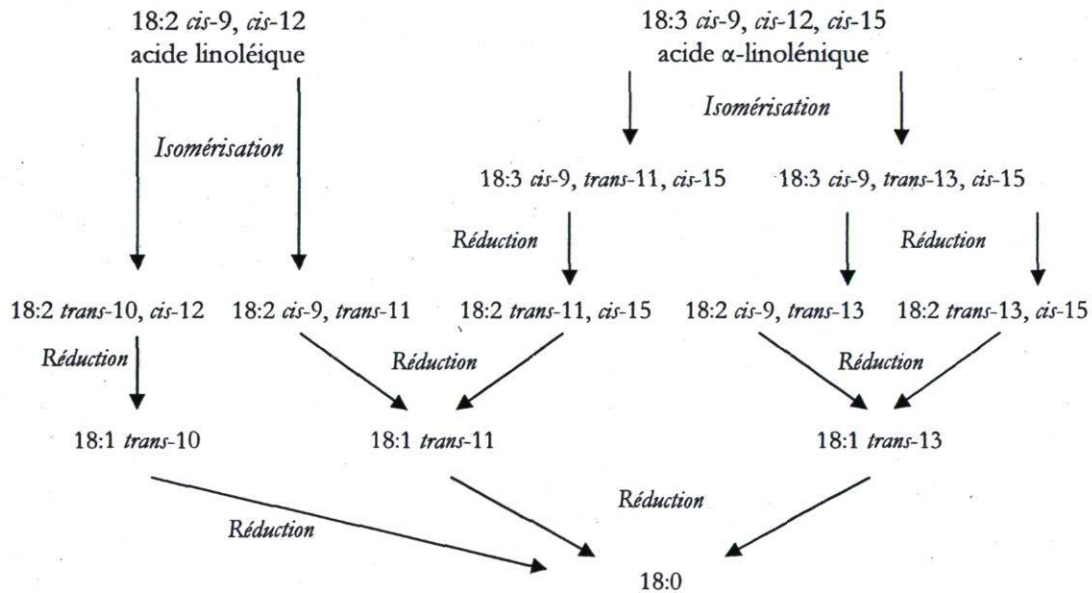 18:2 cis-9, cis-12
acide linoléique
18:3 cis-9, cis-12, cis-15
acide α-linolénique
Isomérisation
Isomérisation
18:3 cis-9, trans-11, cis-15
18:3 cis-9, trans-13, cis-15
Réduction
Réduction
18:2 trans-10, cis-12
18:2 cis-9, trans-11
18:2 trans-11, cis-15
18:2 cis-9, trans-13
18:2 trans-13, cis-15
Réduction
Réduction
Réduction
18:1 trans-10
18:1 trans-11
18:1 trans-13
Réduction
Réduction
18:0